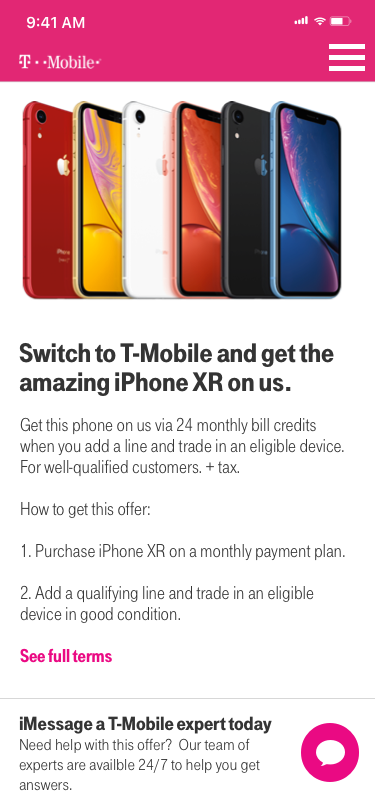 9:41 AM
T··Mobile·
Switch to T-Mobile and get the
amazing iPhone XR on us.
Get this phone on us via 24 monthly bill credits
when you add a line and trade in an eligible device.
For well-qualified customers. + tax.
How to get this offer:
1. Purchase iPhone XR on a monthly payment plan.
2. Add a qualifying line and trade in an eligible
device in good condition.
See full terms
iMessage a T-Mobile expert today
Need help with this offer?  Our team of
experts are availble 24/7 to help you get
answers.